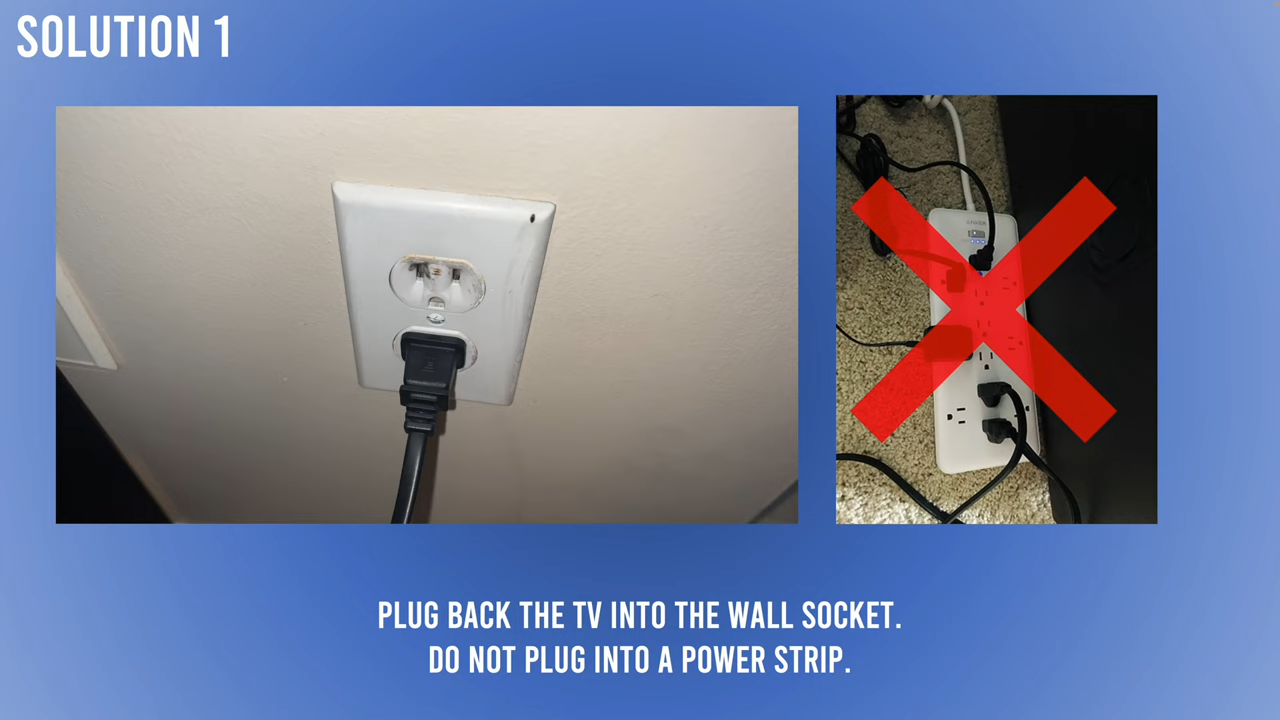 SOLUTION 1
PLUG BACK THE TV INTO THE WALL SOCKET.
DO NOT PLUG INTO A POWER STRIP.